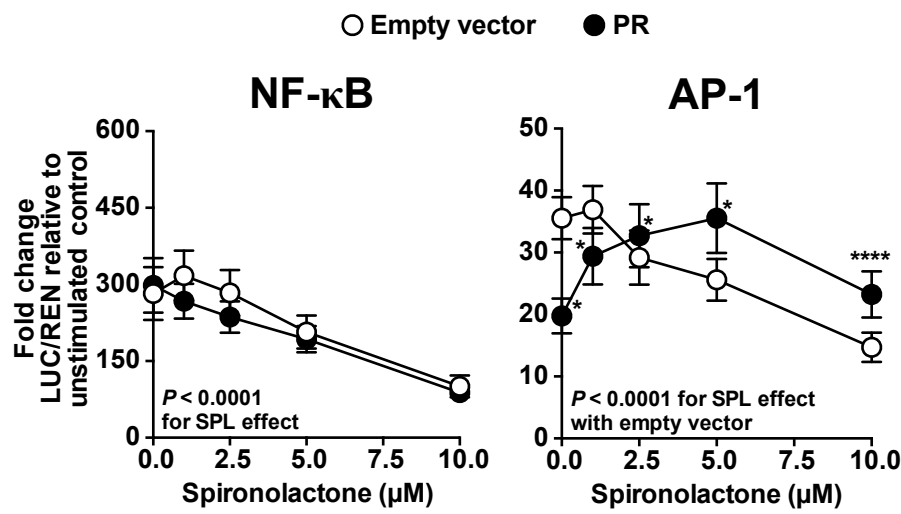 Empty vector PR
NF-κB
AP-1
Fold change
LUC/REN relative to
unstimulated control
600
450
300
150
0
P < 0.0001
for SPL effect
0.0 2.5 5.0 7.5 10.0
Spironolactone (µM)
50
40
30
20
10
0
*
*
*
*
****
P < 0.0001 for SPL effect
with empty vector
0.0 2.5 5.0 7.5 10.0
Spironolactone (µM)